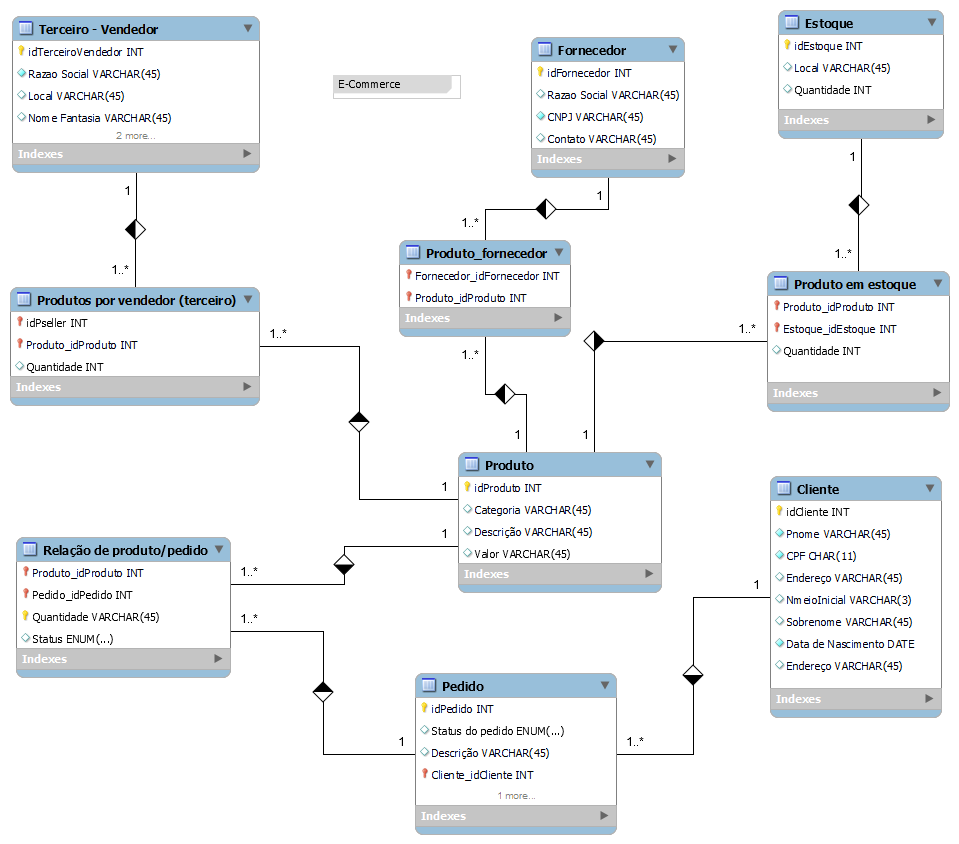 Terceiro - Vendedor
idTerceiroVendedor INT
Razao Social VARCHAR(45)
Local VARCHAR(45)
Nome Fantasia VARCHAR(45)
2 more...
Indexes
E-Commerce
Fornecedor
idFornecedor INT
Razao Social VARCHAR(45)
CNPJ VARCHAR(45)
Contato VARCHAR(45)
Indexes
Estoque
idEstoque INT
Local VARCHAR(45)
Quantidade INT
Indexes
1
1..*
1
1..*
1
1..*
Produtos por vendedor (terceiro)
idPseller INT
Produto_idProduto INT
Quantidade INT
Indexes
1..*
1
Produto_fornecedor
Fornecedor_idFornecedor INT
Produto_idProduto INT
Indexes
1..*
1
Produto em estoque
Produto_idProduto INT
Estoque_idEstoque INT
Quantidade INT
Indexes
1..*
1
Produto
idProduto INT
Categoria VARCHAR(45)
Descrição VARCHAR(45)
Valor VARCHAR(45)
Indexes
1
1..*
Relação de produto/pedido
Produto_idProduto INT
Pedido_idPedido INT
Quantidade VARCHAR(45)
Status ENUM(...)
Indexes
1..*
1
Cliente
idCliente INT
Pnome VARCHAR(45)
CPF CHAR(11)
Endereço VARCHAR(45)
NmeioInicial VARCHAR(3)
Sobrenome VARCHAR(45)
Data de Nascimento DATE
Endereço VARCHAR(45)
Indexes
1
1..*
Pedido
idPedido INT
Status do pedido ENUM(...)
Descrição VARCHAR(45)
Cliente_idCliente INT
1 more...
Indexes